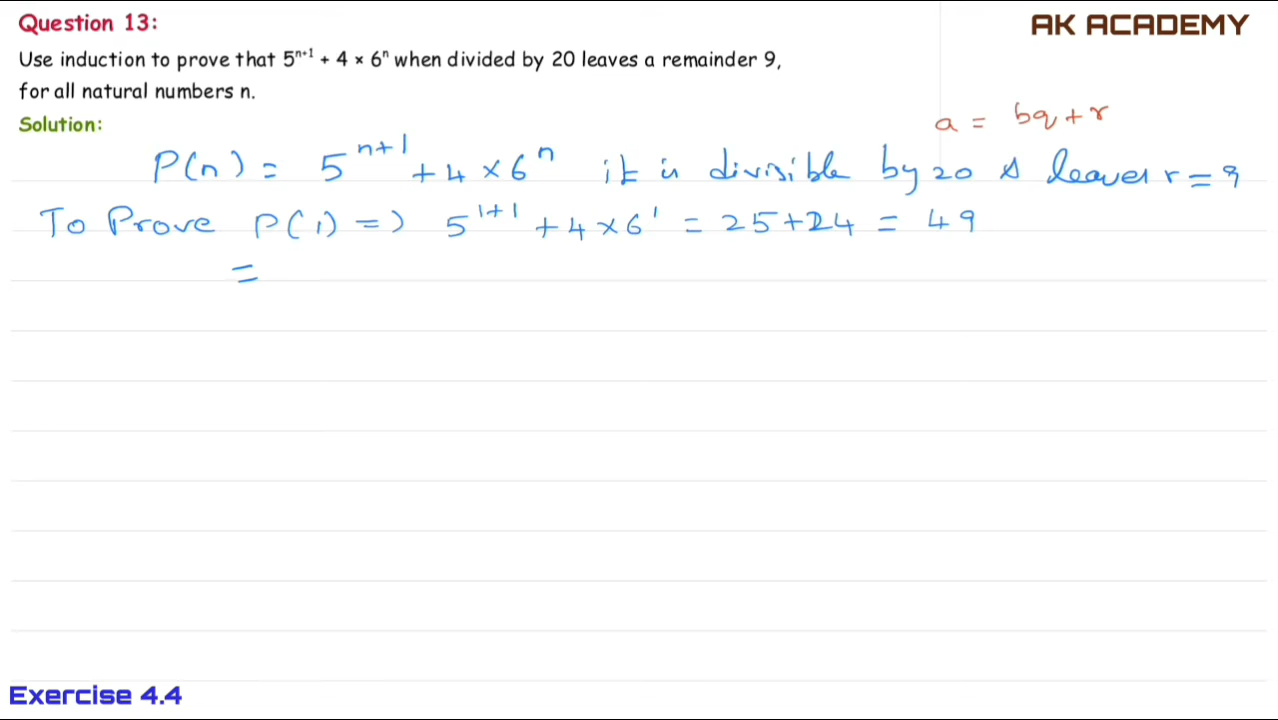 Question 13:
AK ACADEMY
Use induction to prove that 5ⁿ⁺¹ + 4 × 6ⁿ when divided by 20 leaves a remainder 9,
for all natural numbers n.
Solution:
a = bq + r
P(n) = 5ⁿ⁺¹ + 4 × 6ⁿ it is divisible by 20 & leaves r = 9
To Prove P(1) => 5¹⁺¹ + 4 × 6¹ = 25 + 24 = 49
=
Exercise 4.4